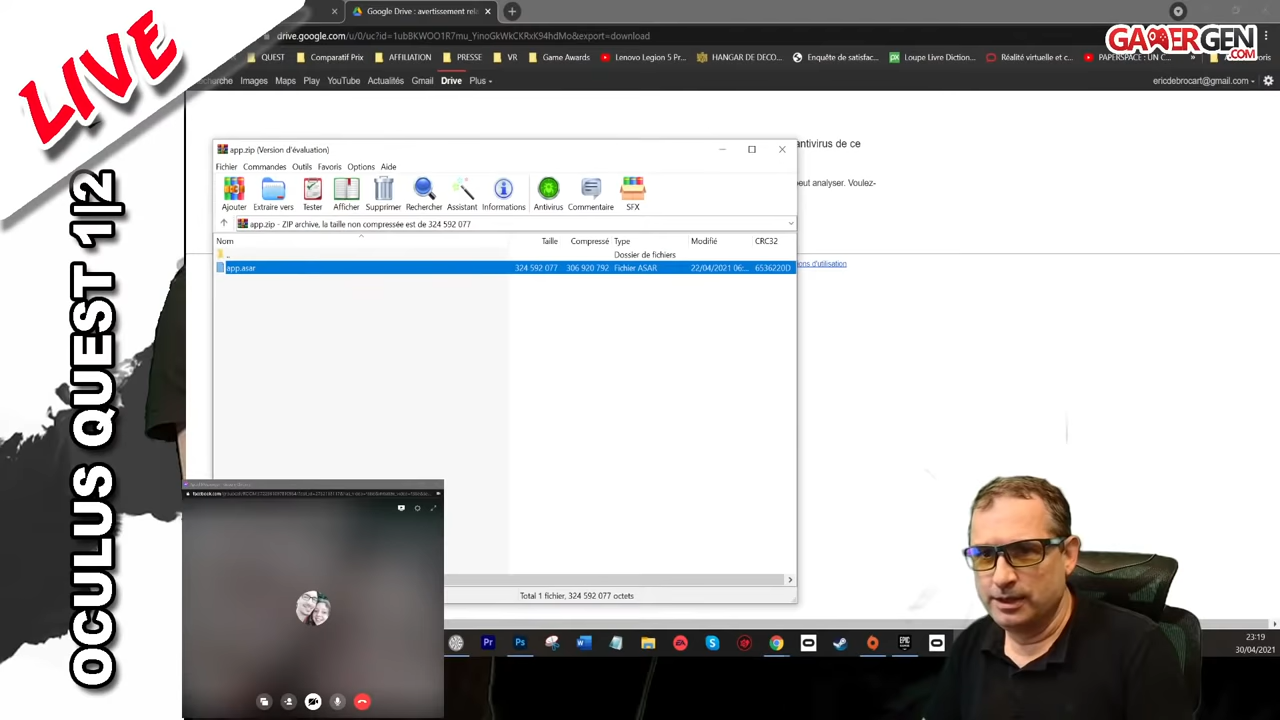 LIVE
OCULUS QUEST 1|2
GAMERGEN
.COM
Google Drive : avertissement rel
drive.google.com/u/0/uc?id=1ubBKWOO1R7mu_YinoGkWkCKRxK94hdMo&export=download
QUEST
Comparatif Prix
AFFILIATION
PRESSE
VR
Game Awards
Lenovo Legion 5 Pr...
HANGAR DE DECO...
Enquête de satisfac...
Loupe Livre Diction...
Réalité virtuelle et c...
PAPERSPACE : UN C...
»
Images
Maps
Play
YouTube
Actualités
Gmail
Drive
Plus
ericdebrocart@gmail.com
antivirus de ce
peut analyser. Voulez-
ons d'utilisation
app.zip (Version d'évaluation)
Fichier
Commandes
Outils
Favoris
Options
Aide
Ajouter
Extraire vers
Tester
Afficher
Supprimer
Rechercher
Assistant
Informations
Antivirus
Commentaire
SFX
app.zip - ZIP archive, la taille non compressée est de 324 592 077
Nom
Taille
Compressé
Type
Modifié
CRC32
..
Dossier de fichiers
app.asar
324 592 077
306 920 792
Fichier ASAR
22/04/2021 06:...
6536220D
Total 1 fichier, 324 592 077 octets
23:19
30/04/2021